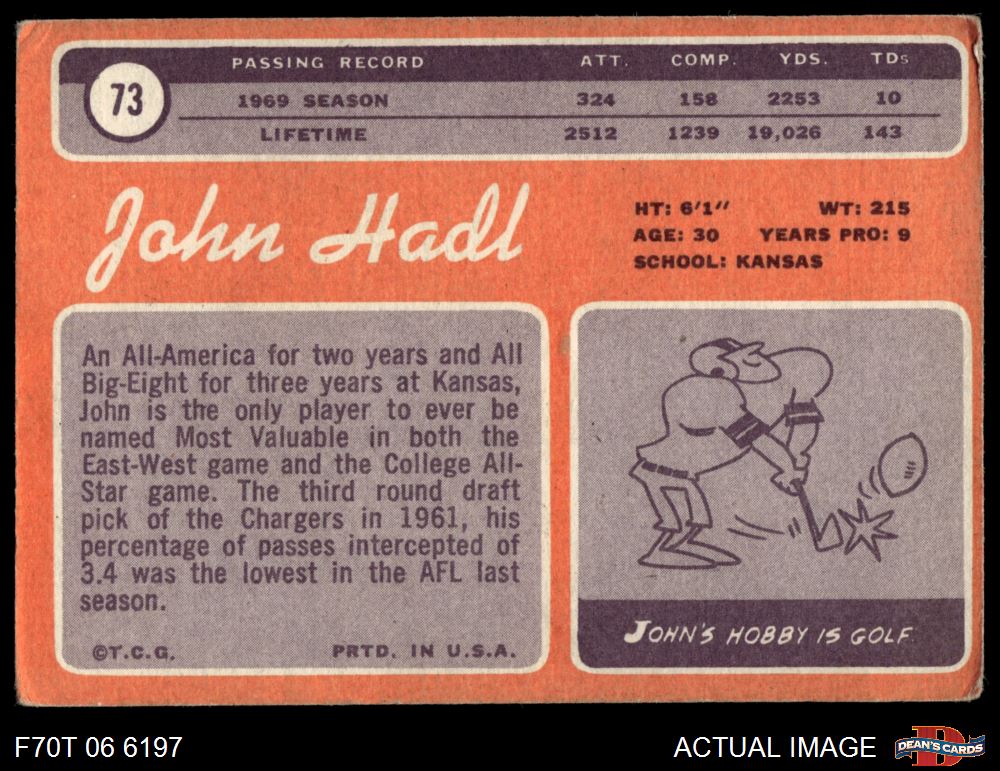 73
PASSING RECORD ATT. COMP. YDS. TDs
1969 SEASON 324 158 2253 10
LIFETIME 2512 1239 19,026 143
John Hadl
HT: 6'1" WT: 215
AGE: 30 YEARS PRO: 9
SCHOOL: KANSAS
An All-America for two years and All
Big-Eight for three years at Kansas,
John is the only player to ever be
named Most Valuable in both the
East-West game and the College All-
Star game. The third round draft
pick of the Chargers in 1961, his
percentage of passes intercepted of
3.4 was the lowest in the AFL last
season.
©T.C.G. PRTD. IN U.S.A.
JOHN'S HOBBY IS GOLF.
F70T 06 6197
ACTUAL IMAGE
D
DEAN'S CARDS